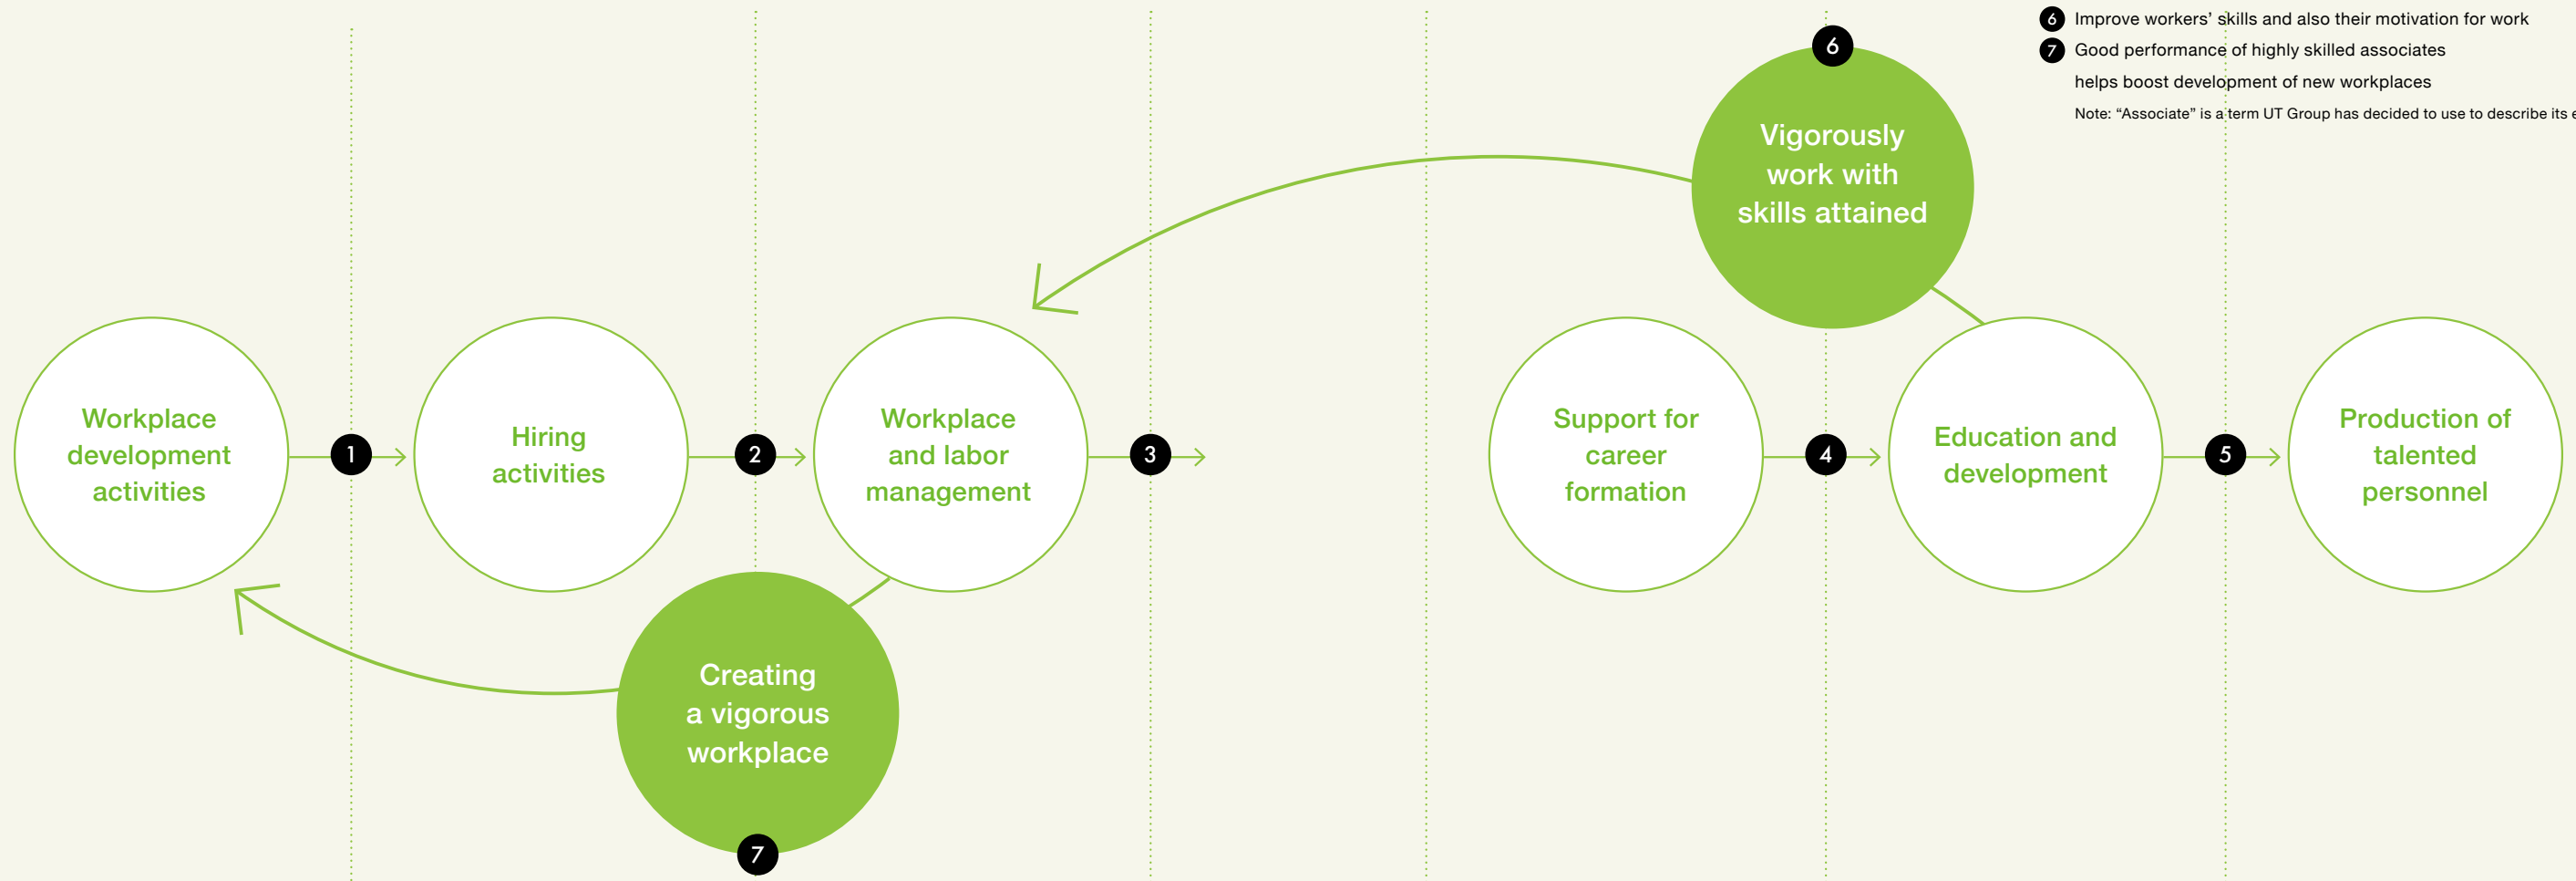 6 Improve workers’ skills and also their motivation for work
7 Good performance of highly skilled associates
helps boost development of new workplaces
Note: “Associate” is a term UT Group has decided to use to describe its
6
Vigorously
work with
skills attained
Workplace
development
activities
1
Hiring
activities
2
Workplace
and labor
management
3
Support for
career
formation
4
Education and
development
5
Production of
talented
personnel
Creating
a vigorous
workplace
7